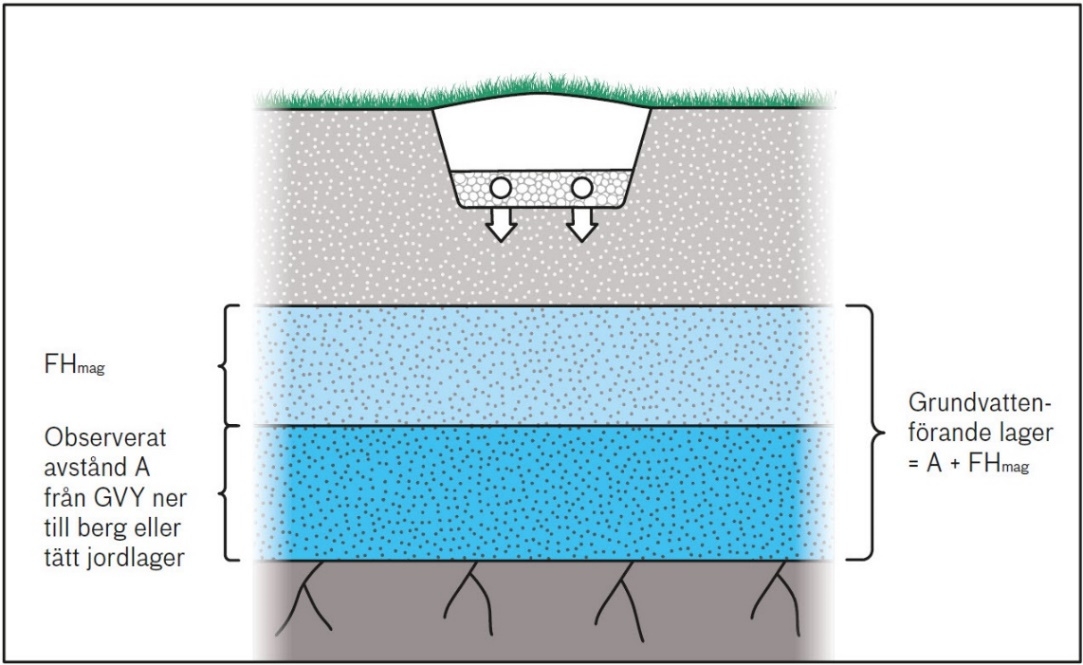 FHmag
Observerat
avstånd A
från GVY ner
till berg eller
tätt jordlager
Grundvatten-
förande lager
= A + FHmag